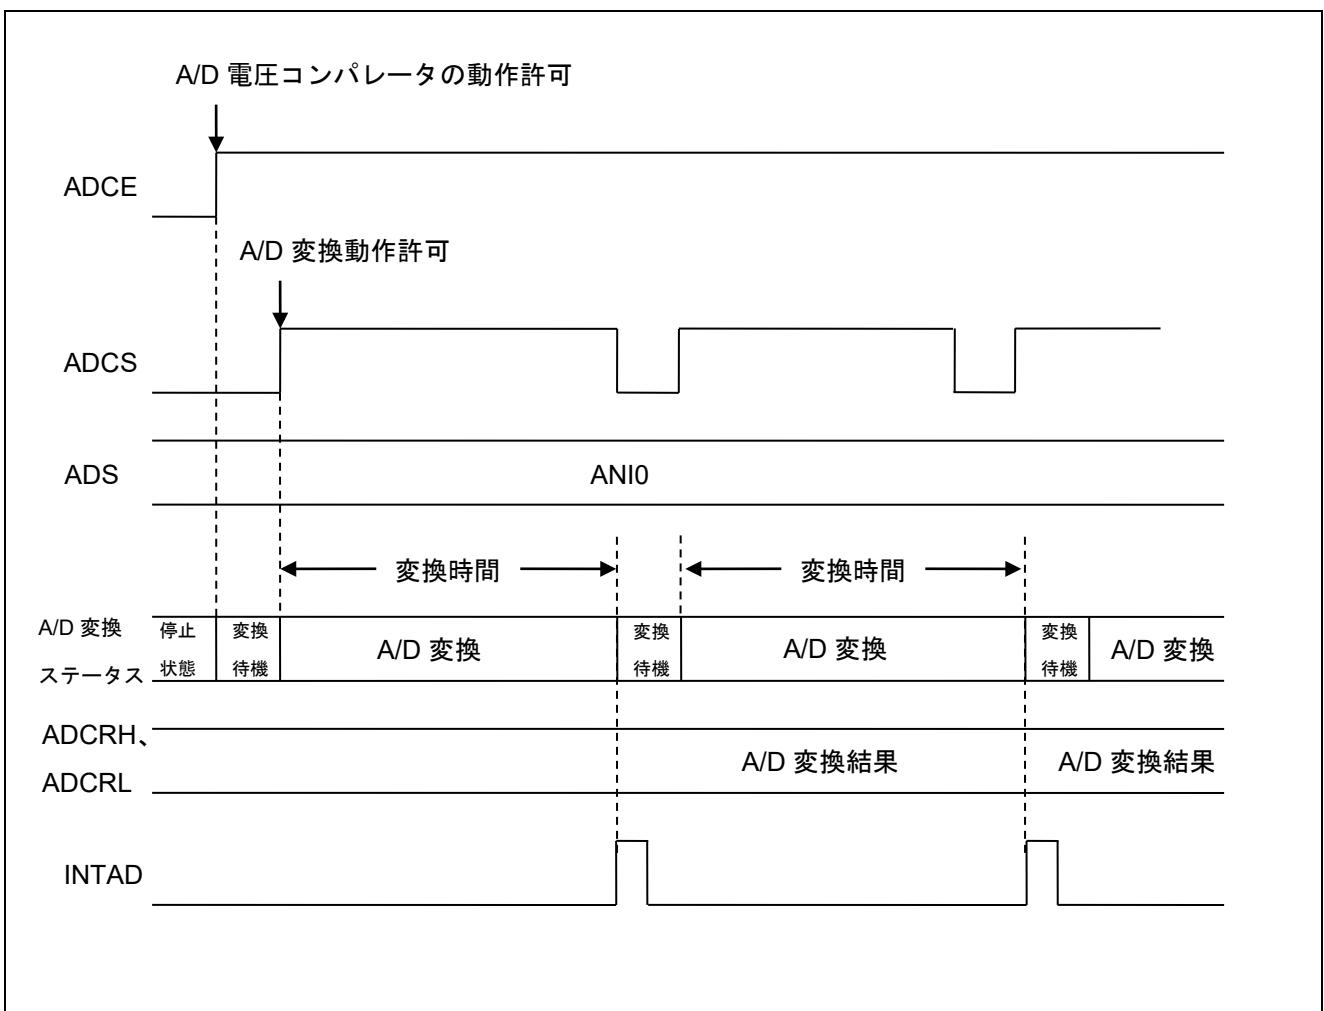 A/D 電圧コンパレータの動作許可
ADCE
A/D 変換動作許可
ADCS
ADS
ANI0
変換時間
変換時間
A/D 変換
ステータス
停止
状態
変換
待機
A/D 変換
変換
待機
A/D 変換
変換
待機
A/D 変換
ADCRH、
ADCRL
A/D 変換結果
A/D 変換結果
INTAD